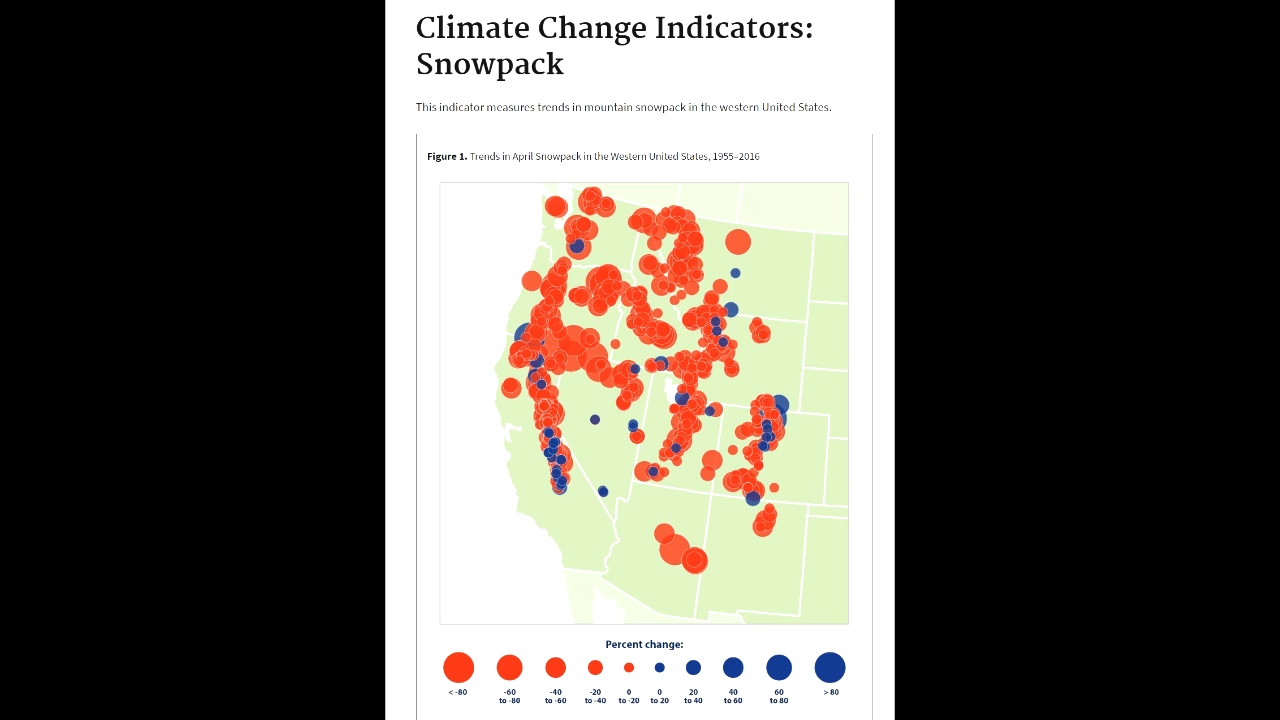 Climate Change Indicators:
Snowpack
This indicator measures trends in mountain snowpack in the western United States.
Figure 1. Trends in April Snowpack in the Western United States, 1955–2016
Percent change:
< -80 -60 -40 -20 0 0 20 40 60 > 80
to -80 to -60 to -40 to -20 to 20 to 40 to 60 to 80